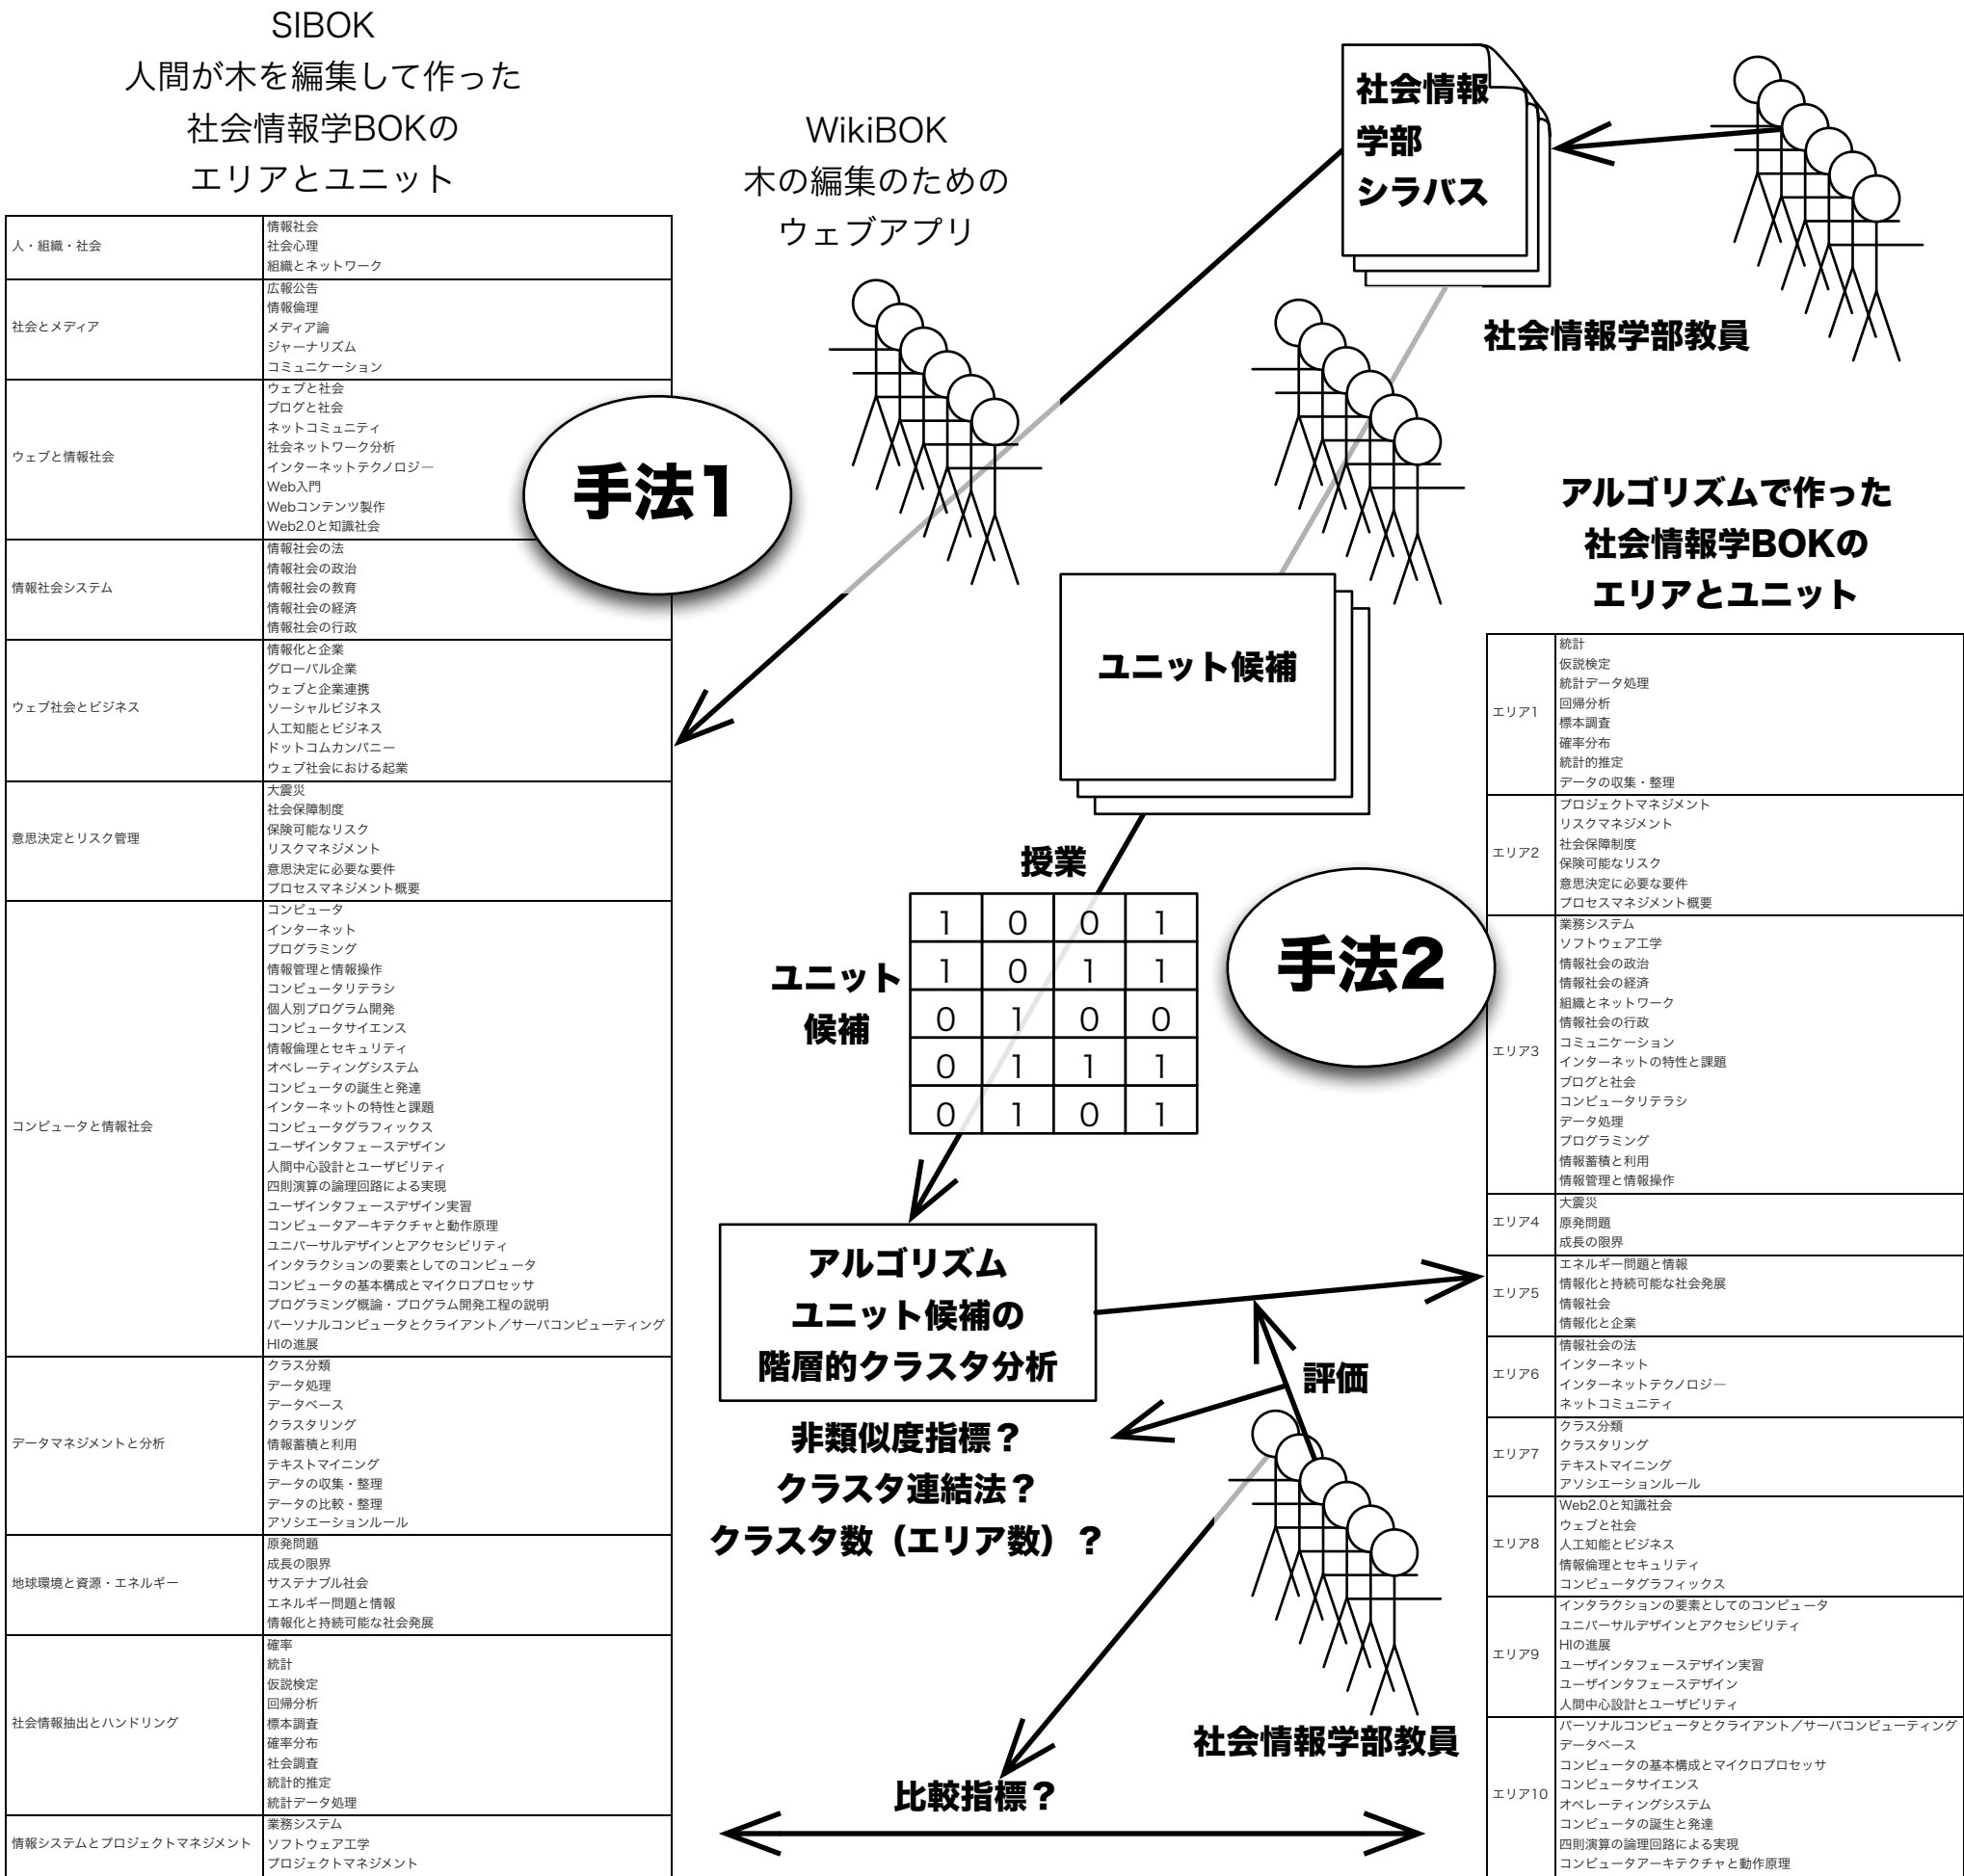 SIBOK
人間が木を編集して作った
社会情報学BOKの
エリアとユニット
人・組織・社会
情報社会
社会心理
組織とネットワーク
社会とメディア
広報公告
情報倫理
メディア論
ジャーナリズム
コミュニケーション
ウェブと情報社会
ウェブと社会
ブログと社会
ネットコミュニティ
社会ネットワーク分析
インターネットテクノロジ―
Web入門
Webコンテンツ製作
Web2.0と知識社会
情報社会システム
情報社会の法
情報社会の政治
情報社会の教育
情報社会の経済
情報社会の行政
ウェブ社会とビジネス
情報化と企業
グローバル企業
ウェブと企業連携
ソーシャルビジネス
人工知能とビジネス
ドットコムカンパニー
ウェブ社会における起業
意思決定とリスク管理
大震災
社会保障制度
保険可能なリスク
リスクマネジメント
意思決定に必要な要件
プロセスマネジメント概要
コンピュータと情報社会
コンピュータ
インターネット
プログラミング
情報管理と情報操作
コンピュータリテラシ
個人別プログラム開発
コンピュータサイエンス
情報倫理とセキュリティ
オペレーティングシステム
コンピュータの誕生と発達
インターネットの特性と課題
コンピュータグラフィックス
ユーザインタフェースデザイン
人間中心設計とユーザビリティ
四則演算の論理回路による実現
ユーザインタフェースデザイン実習
コンピュータアーキテクチャと動作原理
ユニバーサルデザインとアクセシビリティ
インタラクションの要素としてのコンピュータ
コンピュータの基本構成とマイクロプロセッサ
プログラミング概論・プログラム開発工程の説明
パーソナルコンピュータとクライアント／サーバコンピューティング
HIの進展
データマネジメントと分析
クラス分類
データ処理
データベース
クラスタリング
情報蓄積と利用
テキストマイニング
データの収集・整理
データの比較・整理
アソシエーションルール
地球環境と資源・エネルギー
原発問題
成長の限界
サステナブル社会
エネルギー問題と情報
情報化と持続可能な社会発展
社会情報抽出とハンドリング
確率
統計
仮説検定
回帰分析
標本調査
確率分布
社会調査
統計的推定
統計データ処理
情報システムとプロジェクトマネジメント
業務システム
ソフトウェア工学
プロジェクトマネジメント
手法1
WikiBOK
木の編集のための
ウェブアプリ
社会情報
学部
シラバス
社会情報学部教員
ユニット候補
授業
ユニット
候補
1 0 0 1
1 0 1 1
0 1 0 0
0 1 1 1
0 1 0 1
手法2
アルゴリズム
ユニット候補の
階層的クラスタ分析
非類似度指標？
クラスタ連結法？
クラスタ数（エリア数）？
評価
社会情報学部教員
比較指標？
アルゴリズムで作った
社会情報学BOKの
エリアとユニット
エリア1
統計
仮説検定
統計データ処理
回帰分析
標本調査
確率分布
統計的推定
データの収集・整理
エリア2
プロジェクトマネジメント
リスクマネジメント
社会保障制度
保険可能なリスク
意思決定に必要な要件
プロセスマネジメント概要
エリア3
業務システム
ソフトウェア工学
情報社会の政治
情報社会の経済
組織とネットワーク
情報社会の行政
コミュニケーション
インターネットの特性と課題
ブログと社会
コンピュータリテラシ
データ処理
プログラミング
情報蓄積と利用
情報管理と情報操作
エリア4
大震災
原発問題
成長の限界
エリア5
エネルギー問題と情報
情報化と持続可能な社会発展
情報社会
情報化と企業
エリア6
情報社会の法
インターネット
インターネットテクノロジ―
ネットコミュニティ
エリア7
クラス分類
クラスタリング
テキストマイニング
アソシエーションルール
エリア8
Web2.0と知識社会
ウェブと社会
人工知能とビジネス
情報倫理とセキュリティ
コンピュータグラフィックス
エリア9
インタラクションの要素としてのコンピュータ
ユニバーサルデザインとアクセシビリティ
HIの進展
ユーザインタフェースデザイン実習
ユーザインタフェースデザイン
人間中心設計とユーザビリティ
エリア10
パーソナルコンピュータとクライアント／サーバコンピューティング
データベース
コンピュータの基本構成とマイクロプロセッサ
コンピュータサイエンス
オペレーティングシステム
コンピュータの誕生と発達
四則演算の論理回路による実現
コンピュータアーキテクチャと動作原理